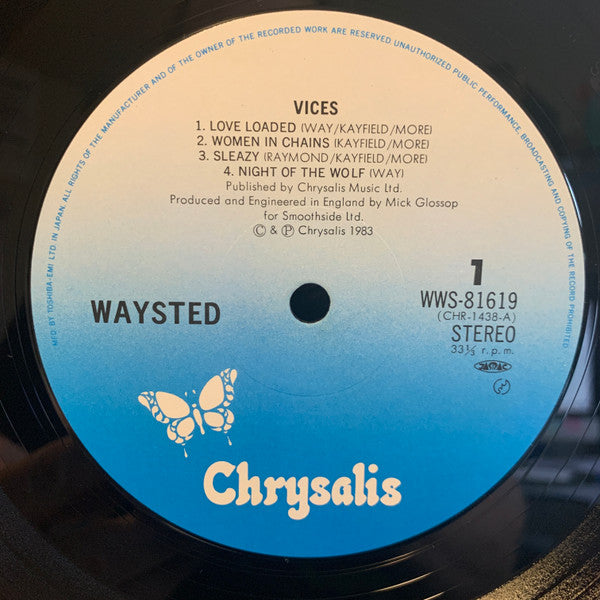 ALL RIGHTS OF THE MANUFACTURER AND OF THE OWNER OF THE RECORDED WORK ARE RESERVED. UNAUTHORIZED PUBLIC PERFORMANCE, BROADCASTING AND COPYING OF THE RECORD PROHIBITED.
MF'D. BY TOSHIBA-EMI LTD. IN JAPAN.
VICES
1. LOVE LOADED (WAY/KAYFIELD/MORE)
2. WOMEN IN CHAINS (KAYFIELD/MORE)
3. SLEAZY (RAYMOND/KAYFIELD/MORE)
4. NIGHT OF THE WOLF (WAY)
Published by Chrysalis Music Ltd.
Produced and Engineered in England by Mick Glossop
for Smoothside Ltd.
© & ℗ Chrysalis 1983
WAYSTED
1
WWS-81619
(CHR-1438-A)
STEREO
33⅓ r.p.m.
JASRAC
Chrysalis